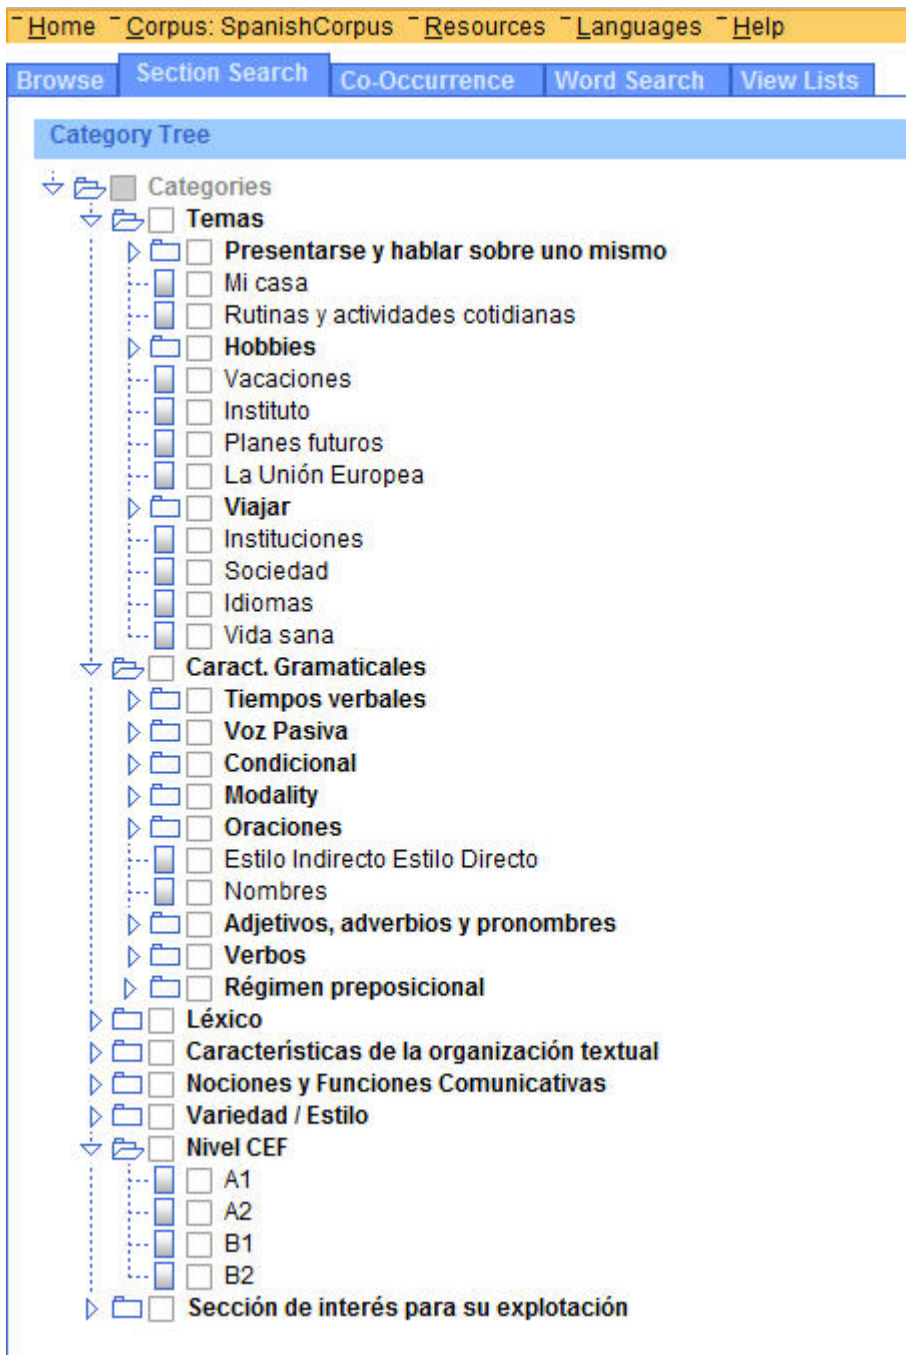 Home Corpus: SpanishCorpus Resources Languages Help
Browse Section Search Co-Occurrence Word Search View Lists
Category Tree
Categories
Temas
Presentarse y hablar sobre uno mismo
Mi casa
Rutinas y actividades cotidianas
Hobbies
Vacaciones
Instituto
Planes futuros
La Unión Europea
Viajar
Instituciones
Sociedad
Idiomas
Vida sana
Caract. Gramaticales
Tiempos verbales
Voz Pasiva
Condicional
Modality
Oraciones
Estilo Indirecto Estilo Directo
Nombres
Adjetivos, adverbios y pronombres
Verbos
Régimen preposicional
Léxico
Características de la organización textual
Nociones y Funciones Comunicativas
Variedad / Estilo
Nivel CEF
A1
A2
B1
B2
Sección de interés para su explotación